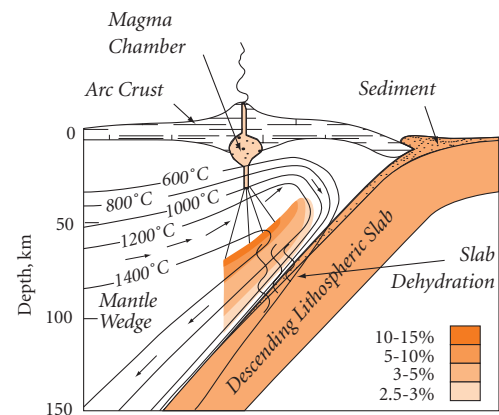 Magma
Chamber
Arc Crust
Sediment
0
600°C
800°C
1000°C
50
1200°C
1400°C
Depth, km
Mantle
Wedge
Slab
Dehydration
Descending Lithospheric Slab
100
10-15%
5-10%
3-5%
2.5-3%
150